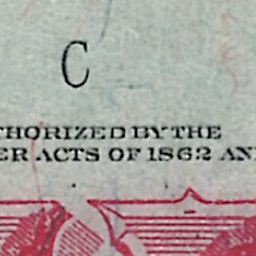 C
THORIZED BY THE
ER ACTS OF 1862 AN